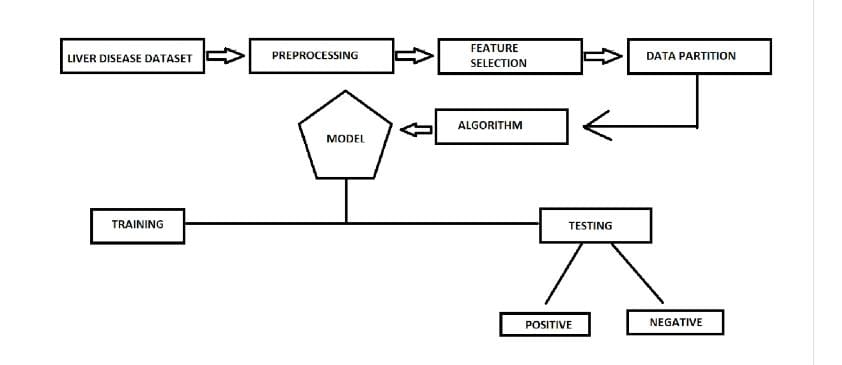 LIVER DISEASE DATASET
PREPROCESSING
FEATURE
SELECTION
DATA PARTITION
ALGORITHM
MODEL
TRAINING
TESTING
POSITIVE
NEGATIVE